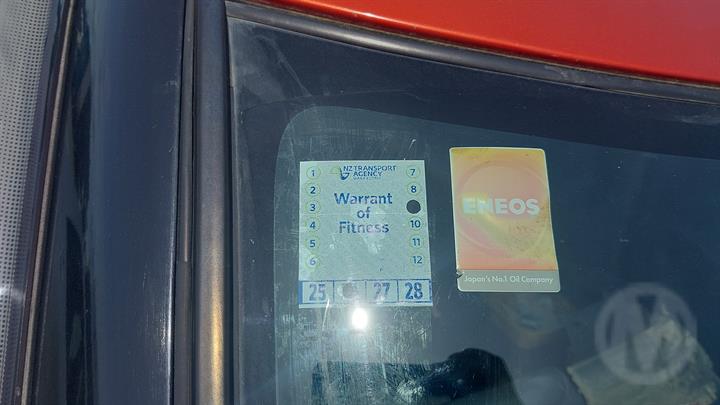 NZ TRANSPORT
AGENCY
1 7
2 8
3
4 10
5 11
6 12
Warrant
of
Fitness
25 27 28
ENEOS
Japan's No.1 Oil Company
M